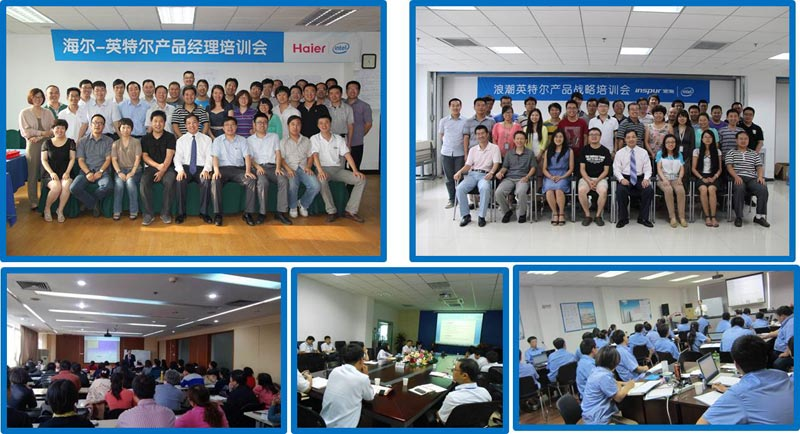 海尔-英特尔产品经理培训会
Haier
intel
浪潮英特尔产品战略培训会
inspur 浪潮
intel